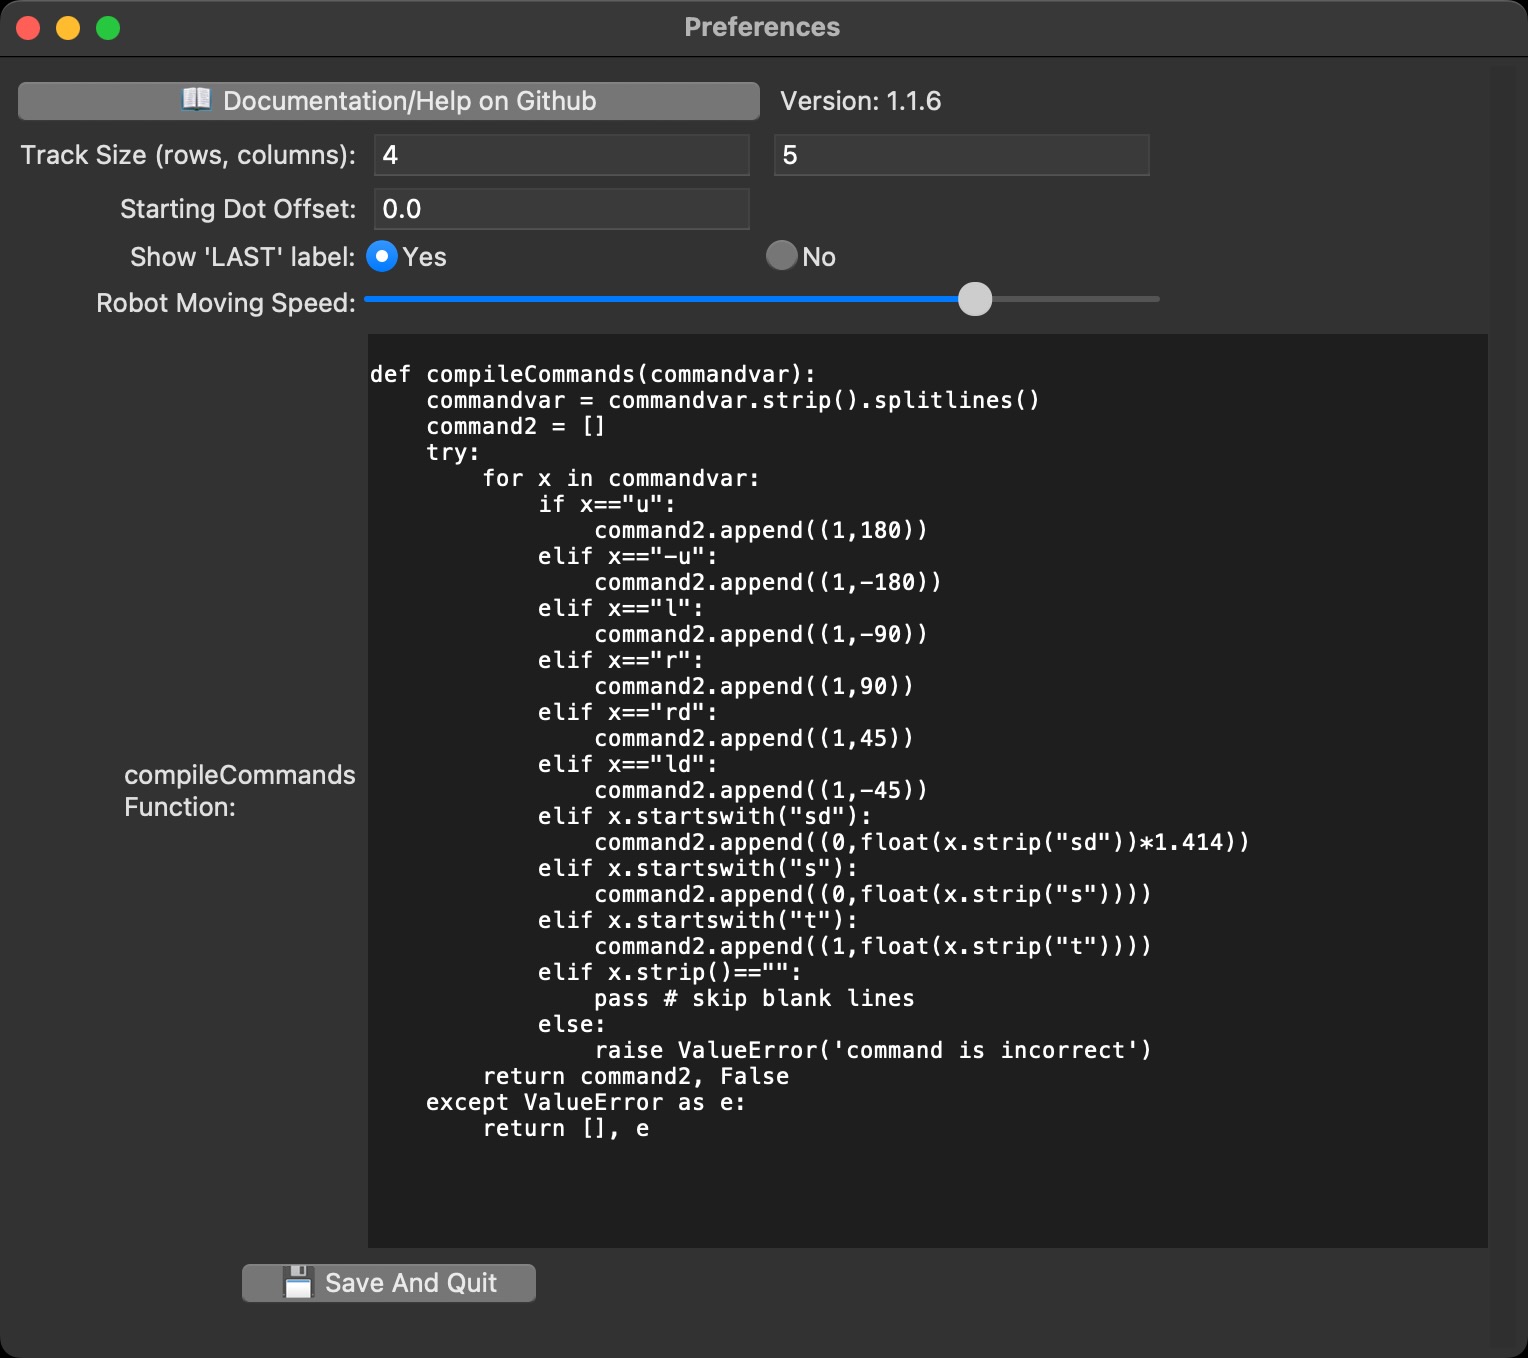 Preferences
📖 Documentation/Help on Github Version: 1.1.6
Track Size (rows, columns): 4 5
Starting Dot Offset: 0.0
Show 'LAST' label: Yes No
Robot Moving Speed:
compileCommands
Function:
def compileCommands(commandvar):
    commandvar = commandvar.strip().splitlines()
    command2 = []
    try:
        for x in commandvar:
            if x=="u":
                command2.append((1,180))
            elif x=="-u":
                command2.append((1,-180))
            elif x=="l":
                command2.append((1,-90))
            elif x=="r":
                command2.append((1,90))
            elif x=="rd":
                command2.append((1,45))
            elif x=="ld":
                command2.append((1,-45))
            elif x.startswith("sd"):
                command2.append((0,float(x.strip("sd"))*1.414))
            elif x.startswith("s"):
                command2.append((0,float(x.strip("s"))))
            elif x.startswith("t"):
                command2.append((1,float(x.strip("t"))))
            elif x.strip()=="":
                pass # skip blank lines
            else:
                raise ValueError('command is incorrect')
        return command2, False
    except ValueError as e:
        return [], e
💾 Save And Quit